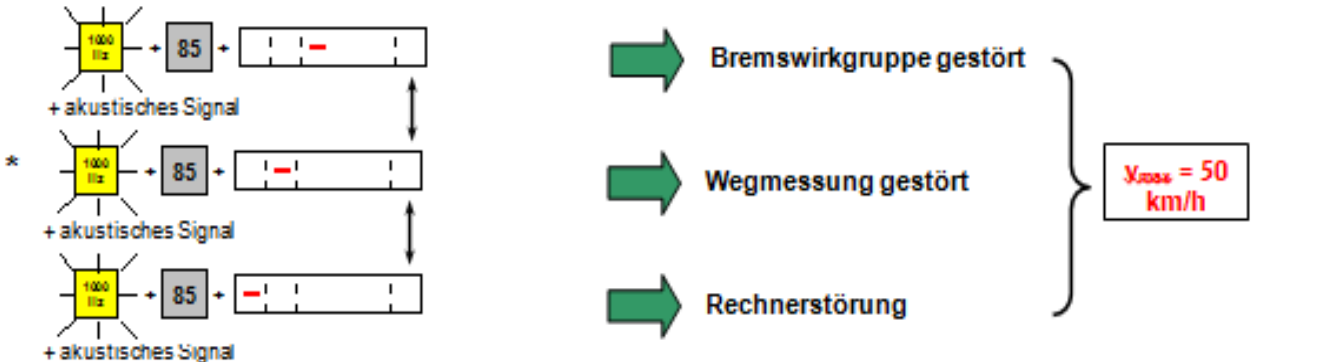 1000
Hz
+ 85 +
+ akustisches Signal
Bremswirkgruppe gestört
*
1000
Hz
+ 85 +
+ akustisches Signal
Wegmessung gestört
vmax = 50
km/h
1000
Hz
+ 85 +
+ akustisches Signal
Rechnerstörung